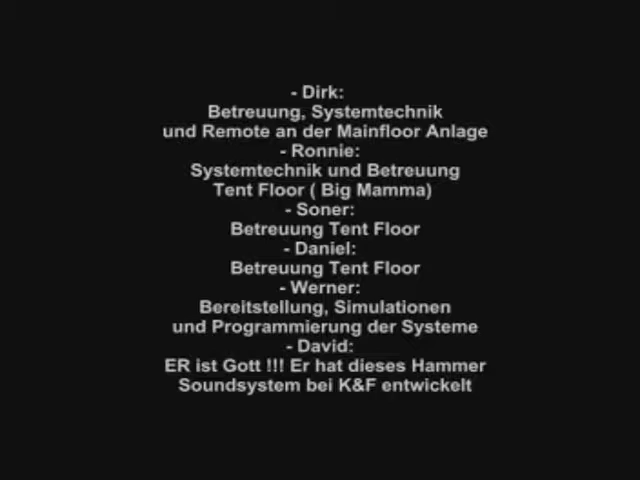 - Dirk:
Betreuung, Systemtechnik
und Remote an der Mainfloor Anlage
- Ronnie:
Systemtechnik und Betreuung
Tent Floor ( Big Mamma)
- Soner:
Betreuung Tent Floor
- Daniel:
Betreuung Tent Floor
- Werner:
Bereitstellung, Simulationen
und Programmierung der Systeme
- David:
ER ist Gott !!! Er hat dieses Hammer
Soundsystem bei K&F entwickelt